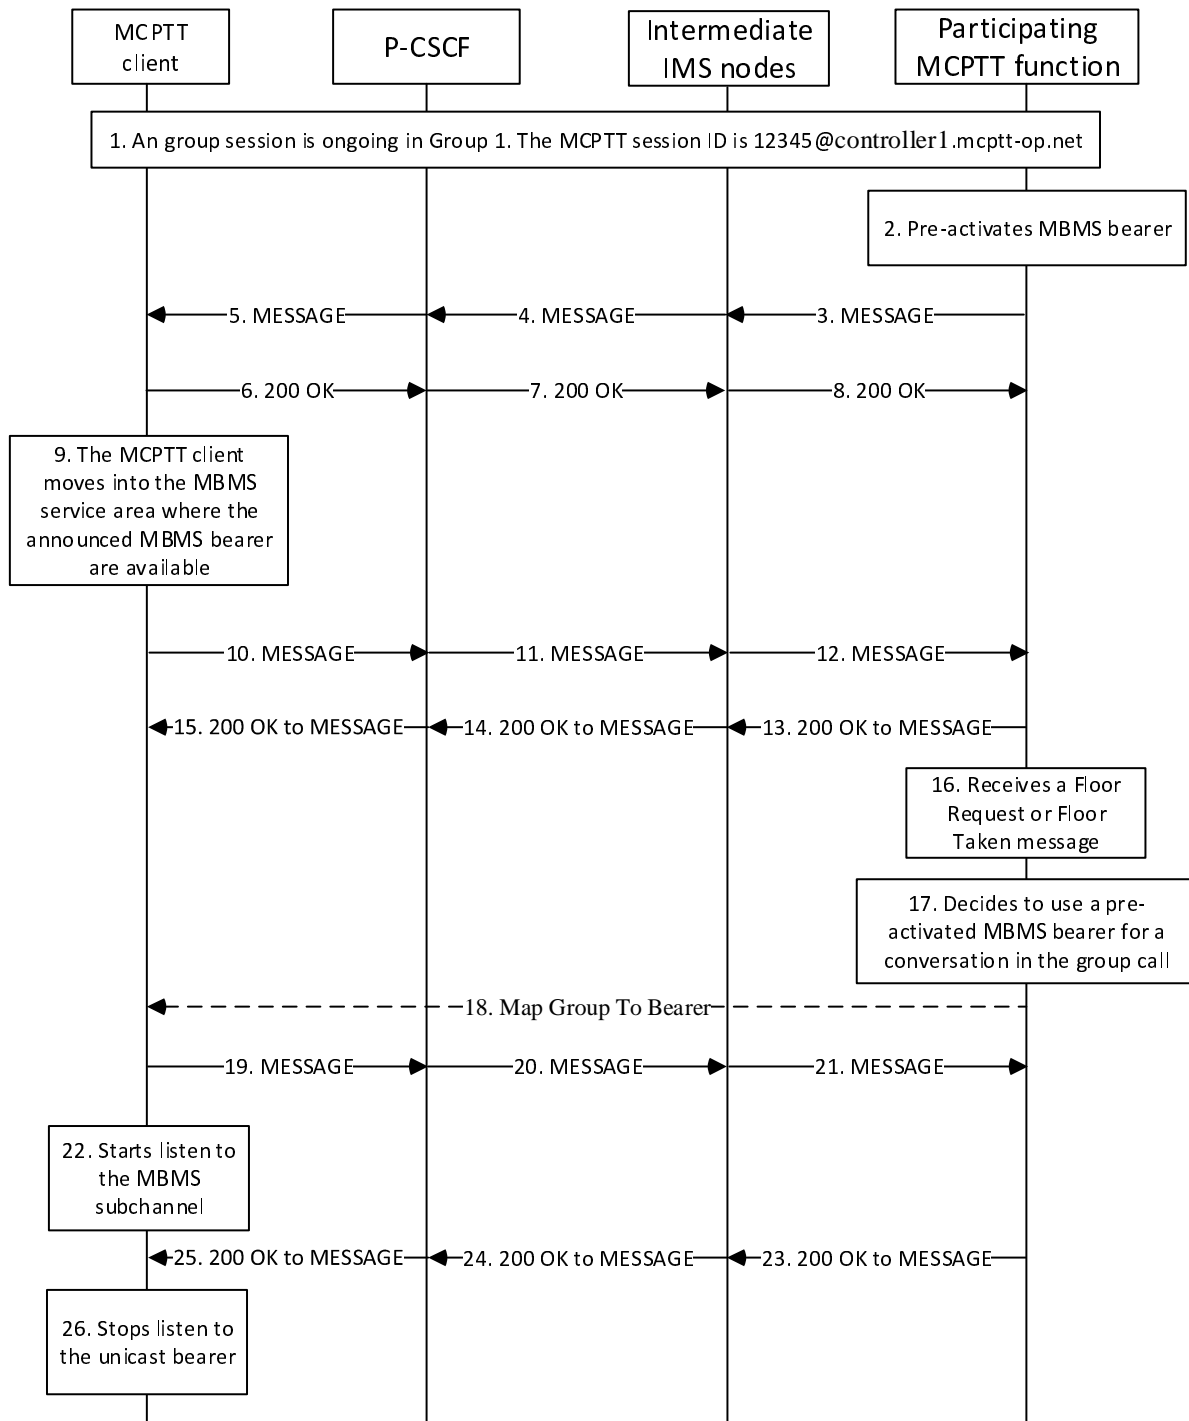 MCPTT
client
P-CSCF
Intermediate
IMS nodes
Participating
MCPTT function
1. An group session is ongoing in Group 1. The MCPTT session ID is 12345@controller1.mcptt-op.net
2. Pre-activates MBMS bearer
5. MESSAGE
4. MESSAGE
3. MESSAGE
6. 200 OK
7. 200 OK
8. 200 OK
9. The MCPTT client
moves into the MBMS
service area where the
announced MBMS bearer
are available
10. MESSAGE
11. MESSAGE
12. MESSAGE
15. 200 OK to MESSAGE
14. 200 OK to MESSAGE
13. 200 OK to MESSAGE
16. Receives a Floor
Request or Floor
Taken message
17. Decides to use a pre-
activated MBMS bearer for a
conversation in the group call
18. Map Group To Bearer
19. MESSAGE
20. MESSAGE
21. MESSAGE
22. Starts listen to
the MBMS
subchannel
25. 200 OK to MESSAGE
24. 200 OK to MESSAGE
23. 200 OK to MESSAGE
26. Stops listen to
the unicast bearer